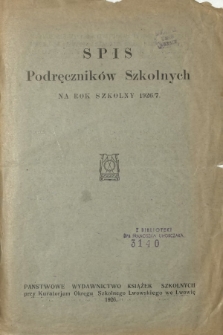 SPIS
Podręczników Szkolnych
NA ROK SZKOLNY 1926/7.
Z BIBLIOTEKI
3140
PAŃSTWOWE WYDAWNICTWO KSIĄŻEK SZKOLNYCH
przy Kuratorjum Okręgu Szkolnego Lwowskiego we Lwowie
1926.